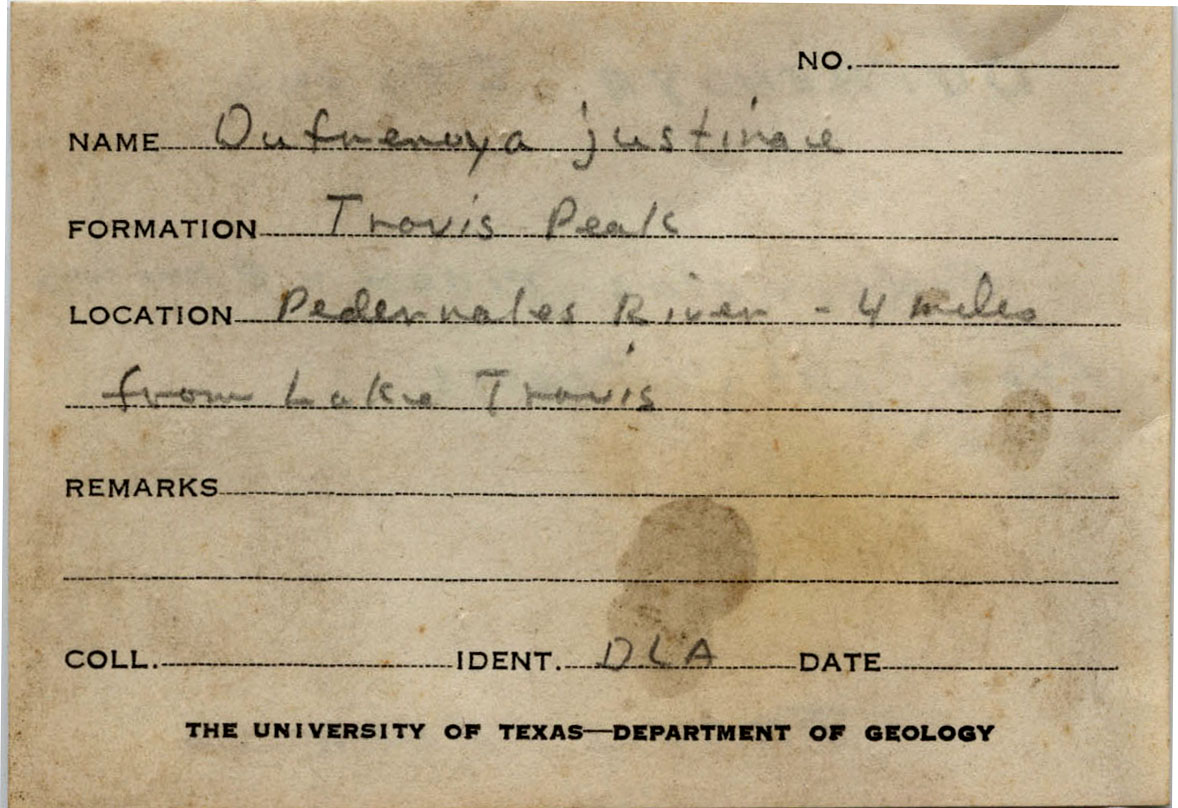 NO.
NAME Dufrenoya justinae
FORMATION Travis Peak
LOCATION Pedernales River - 4 miles
from Lake Travis
REMARKS
COLL. IDENT. DLA DATE
THE UNIVERSITY OF TEXAS—DEPARTMENT OF GEOLOGY